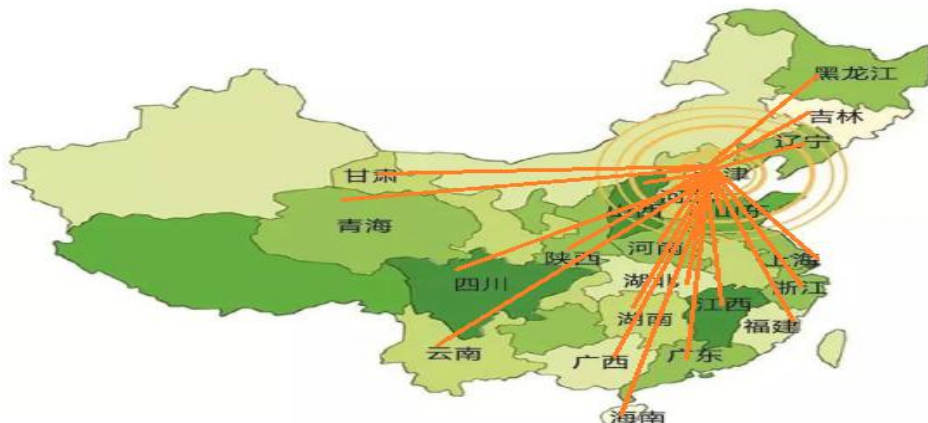 黑龙江
吉林
辽宁
津
甘肃
青海
河南
上海
陕西
四川
湖北
浙江
江西
湖南
福建
云南
广西
广东
海南